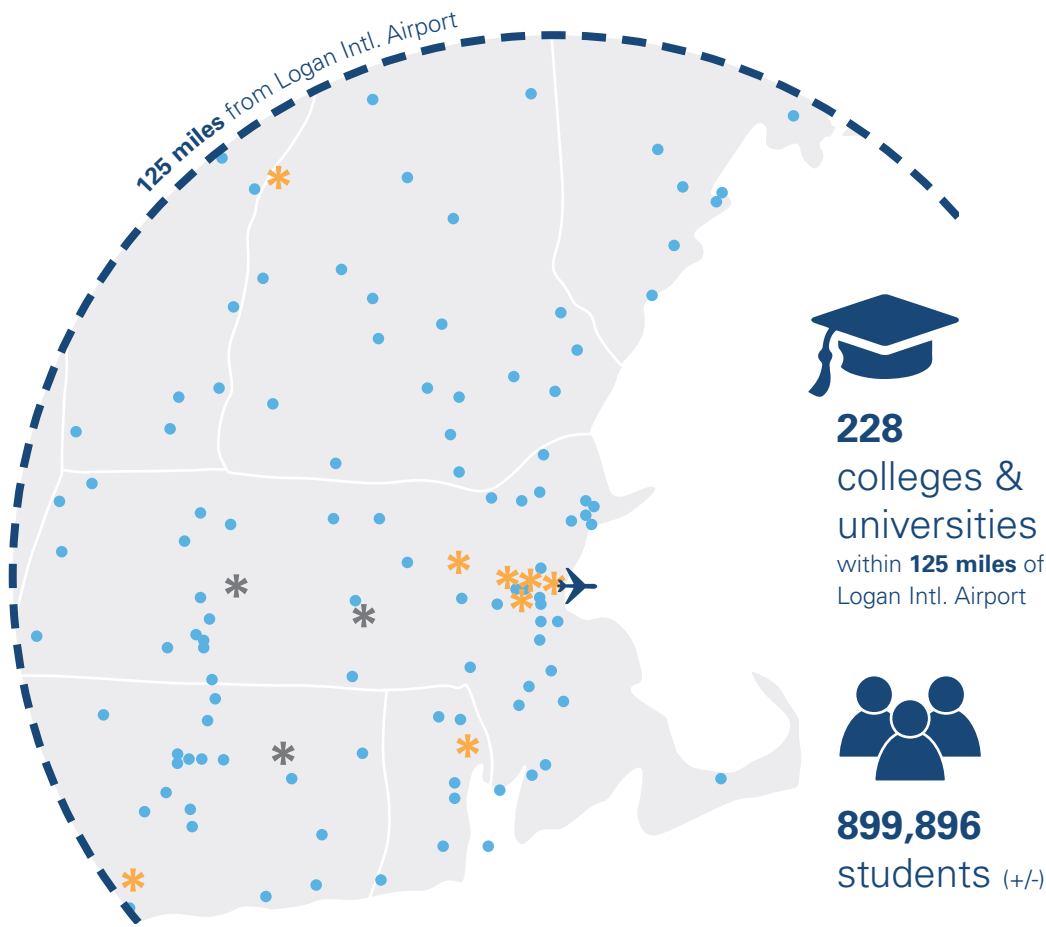 125 miles from Logan Intl. Airport
228
colleges &
universities
within 125 miles of
Logan Intl. Airport
899,896
students (+/-)